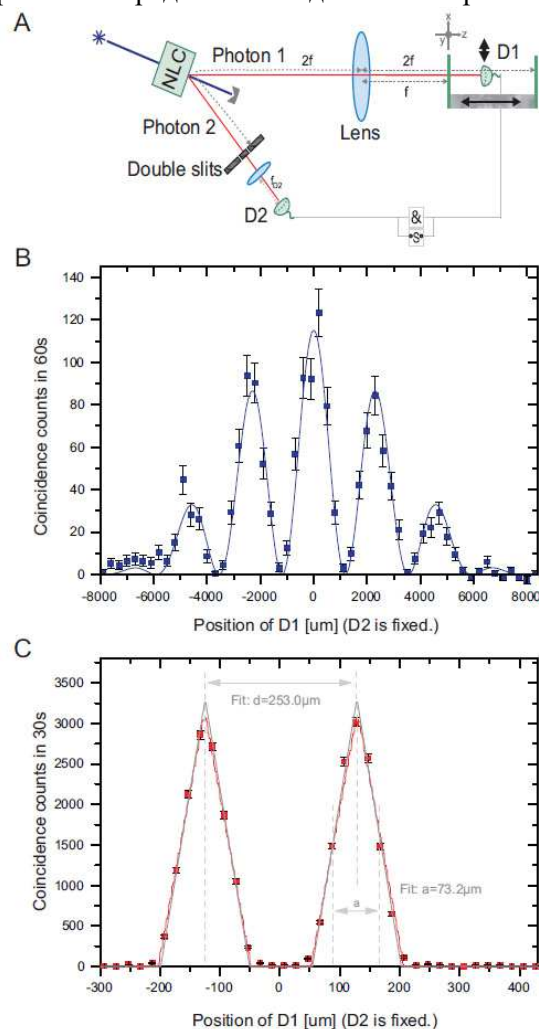 A
NLC
Photon 1
2f
2f
x
y
z
D1
f
Photon 2
Lens
Double slits
f D2
D2
&
S
B
Coincidence counts in 60s
140
120
100
80
60
40
20
0
-8000 -6000 -4000 -2000 0 2000 4000 6000 8000
Position of D1 [um] (D2 is fixed.)
C
Coincidence counts in 30s
3500
3000
2500
2000
1500
1000
500
0
Fit: d=253.0μm
Fit: a=73.2μm
a
-300 -200 -100 0 100 200 300 400
Position of D1 [um] (D2 is fixed.)